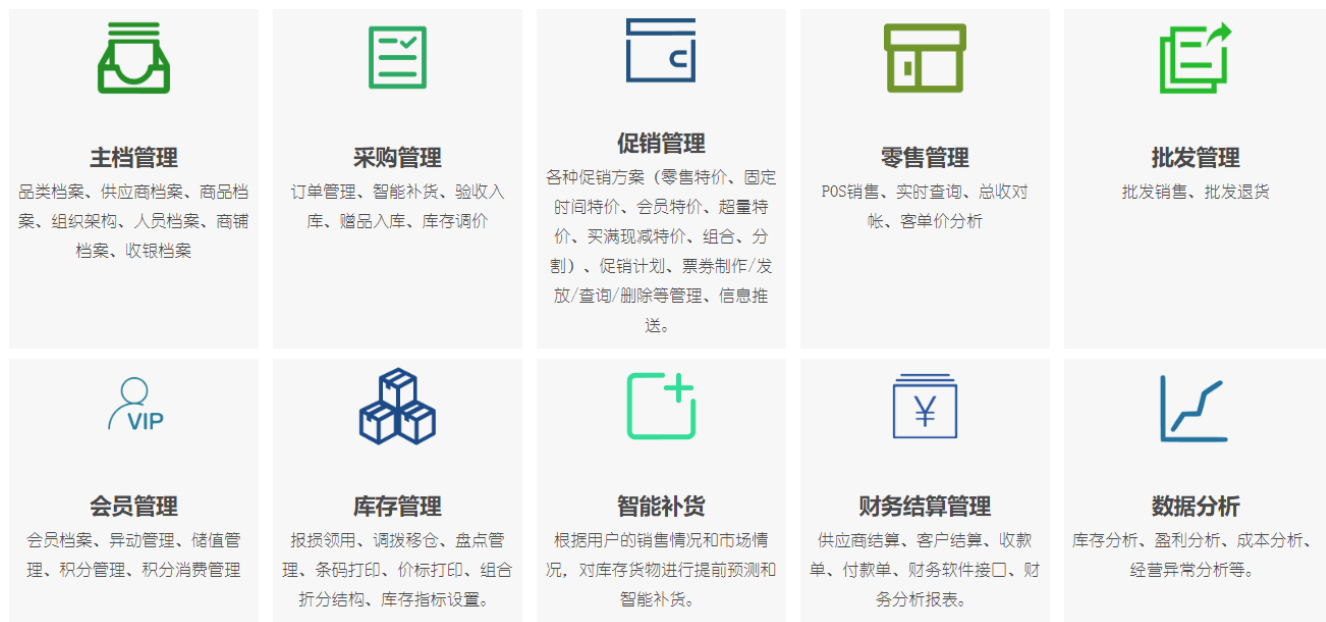 主档管理
品类档案、供应商档案、商品档
案、组织架构、人员档案、商铺
档案、收银档案
采购管理
订单管理、智能补货、验收入
库、赠品入库、库存调价
促销管理
各种促销方案（零售特价、固定
时间特价、会员特价、超量特
价、买满现减特价、组合、分
割）、促销计划、票券制作/发
放/查询/删除等管理、信息推
送。
零售管理
POS销售、实时查询、总收对
帐、客单价分析
批发管理
批发销售、批发退货
VIP
会员管理
会员档案、异动管理、储值管
理、积分管理、积分消费管理
库存管理
报损领用、调拨移仓、盘点管
理、条码打印、价标打印、组合
折分结构、库存指标设置。
智能补货
根据用户的销售情况和市场情
况，对库存货物进行提前预测和
智能补货。
¥
财务结算管理
供应商结算、客户结算、收款
单、付款单、财务软件接口、财
务分析报表。
数据分析
库存分析、盈利分析、成本分析、
经营异常分析等。